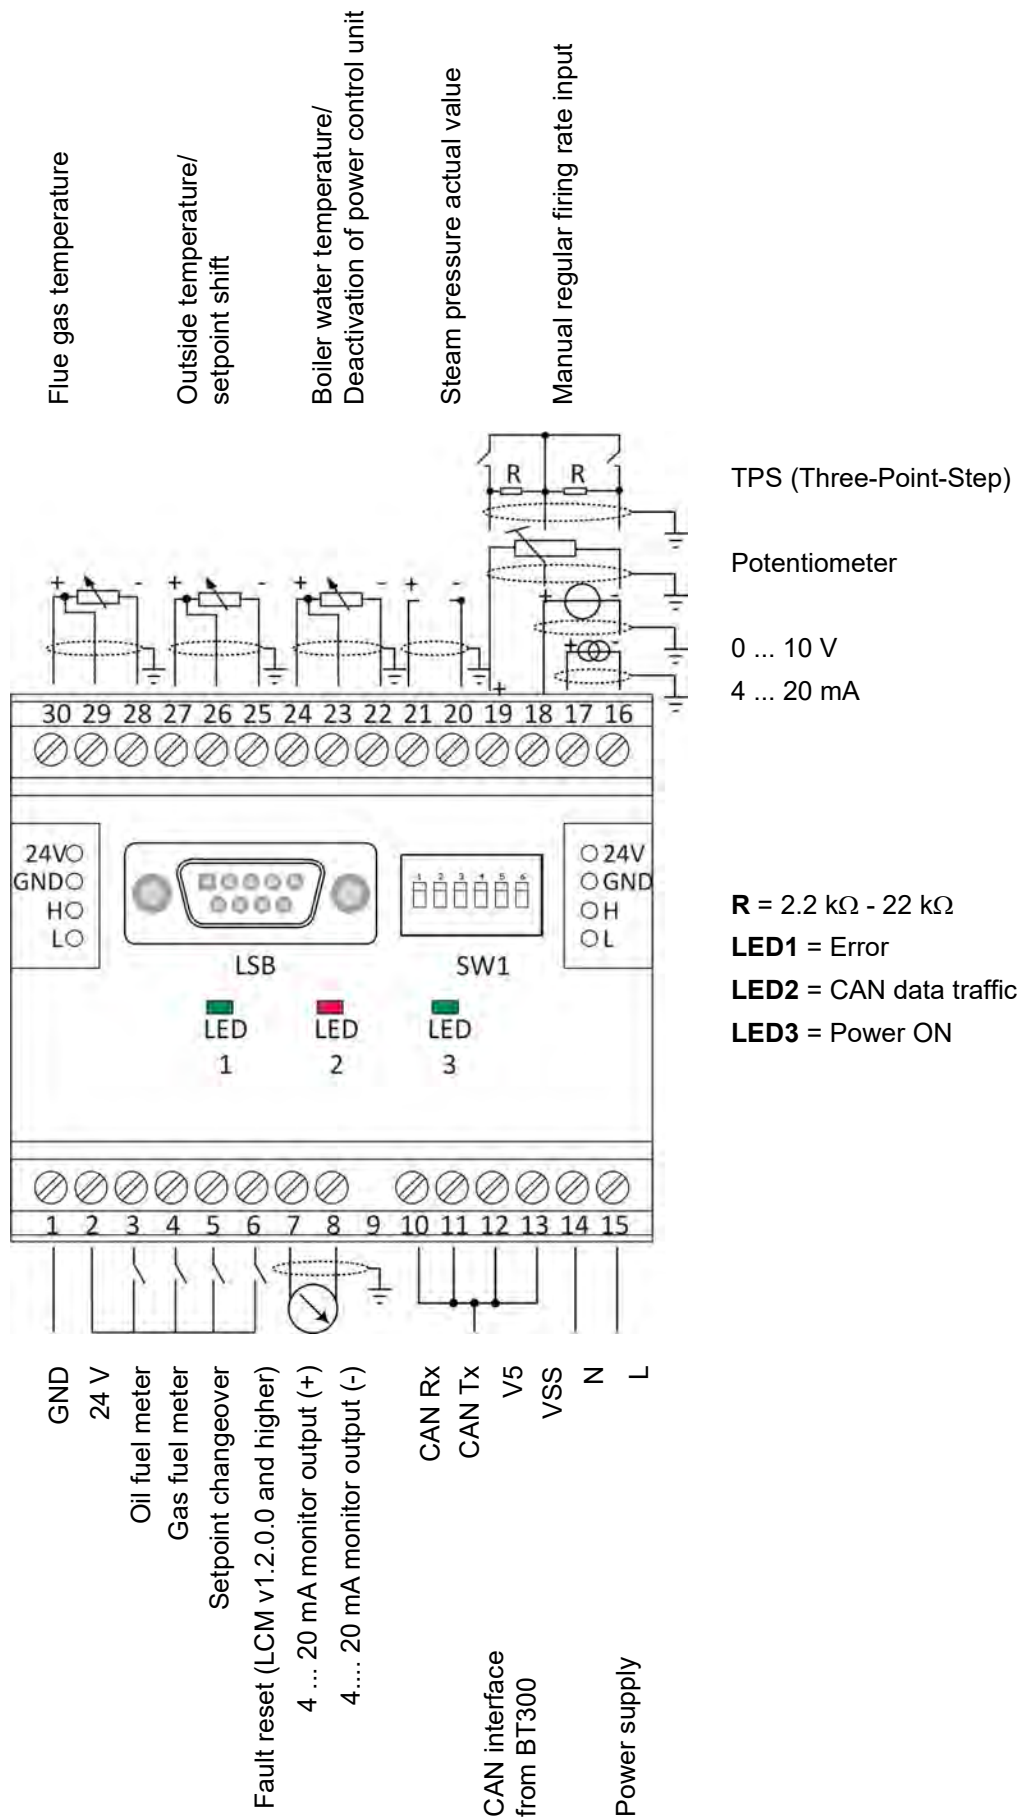 Flue gas temperature
Outside temperature/
setpoint shift
Boiler water temperature/
Deactivation of power control unit
Steam pressure actual value
Manual regular firing rate input
R R
TPS (Three-Point-Step)
Potentiometer
+ - + - + - + - + -
0 ... 10 V
+
4 ... 20 mA
+
30 29 28 27 26 25 24 23 22 21 20 19 18 17 16
24V
GND
H
L
1 2 3 4 5 6
24V
GND
H
L
LSB
SW1
LED
1
LED
2
LED
3
R = 2.2 kΩ - 22 kΩ
LED1 = Error
LED2 = CAN data traffic
LED3 = Power ON
1 2 3 4 5 6 7 8 9 10 11 12 13 14 15
GND
24 V
Oil fuel meter
Gas fuel meter
Setpoint changeover
Fault reset (LCM v1.2.0.0 and higher)
4 ... 20 mA monitor output (+)
4.... 20 mA monitor output (-)
CAN Rx
CAN Tx
V5
VSS
N
L
CAN interface
from BT300
Power supply